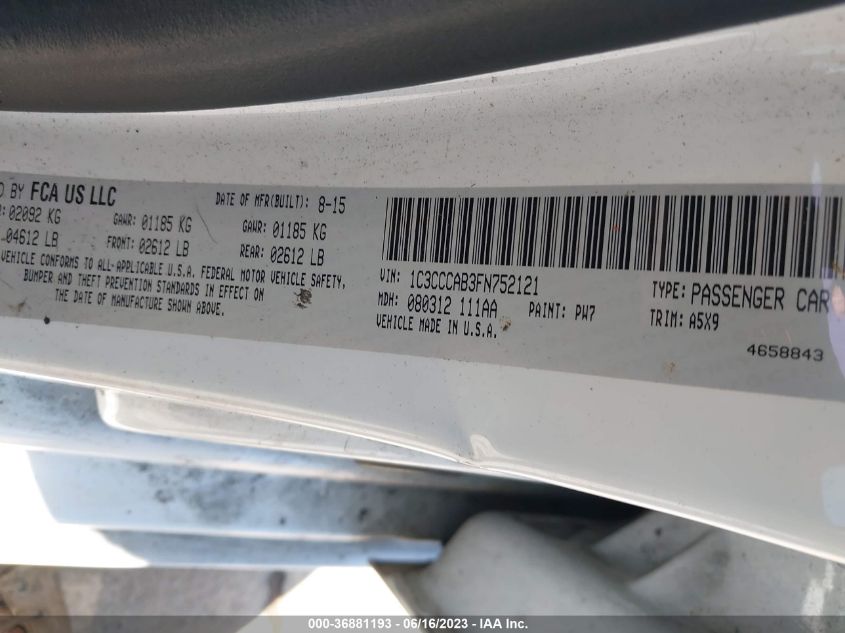 BY FCA US LLC
DATE OF MFR(BUILT): 8-15
02092 KG GAWR: 01185 KG GAWR: 01185 KG
04612 LB FRONT: 02612 LB REAR: 02612 LB
VEHICLE CONFORMS TO ALL-APPLICABLE U.S.A. FEDERAL MOTOR VEHICLE SAFETY,
BUMPER AND THEFT PREVENTION STANDARDS IN EFFECT ON
THE DATE OF MANUFACTURE SHOWN ABOVE.
VIN: 1C3CCCAB3FN752121
TYPE: PASSENGER CAR
MDH: 080312 111AA PAINT: PW7
TRIM: A5X9
VEHICLE MADE IN U.S.A.
4658843
000-36881193 - 06/16/2023 - IAA Inc.